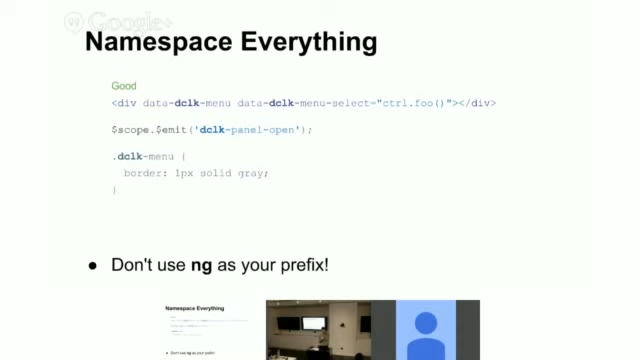 Google+
Namespace Everything
Good
<div data-dclk-menu data-dclk-menu-select="ctrl.foo()"></div>
$scope.$emit('dclk-panel-open');
.dclk-menu {
border: 1px solid gray;
}
● Don't use ng as your prefix!
Namespace Everything
Don't use ng as your prefix!